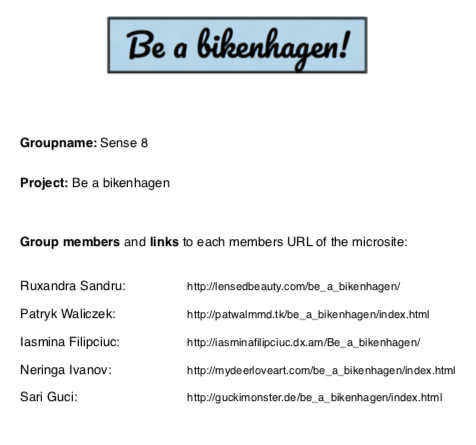 Be a bikenhagen!
Groupname: Sense 8
Project: Be a bikenhagen
Group members and links to each members URL of the microsite:
Ruxandra Sandru: http://lensedbeauty.com/be_a_bikenhagen/
Patryk Waliczek: http://patwalmmd.tk/be_a_bikenhagen/index.html
Iasmina Filipciuc: http://iasminafilipciuc.dx.am/Be_a_bikenhagen/
Neringa Ivanov: http://mydeerloveart.com/be_a_bikenhagen/index.html
Sari Guci: http://guckimonster.de/be_a_bikenhagen/index.html